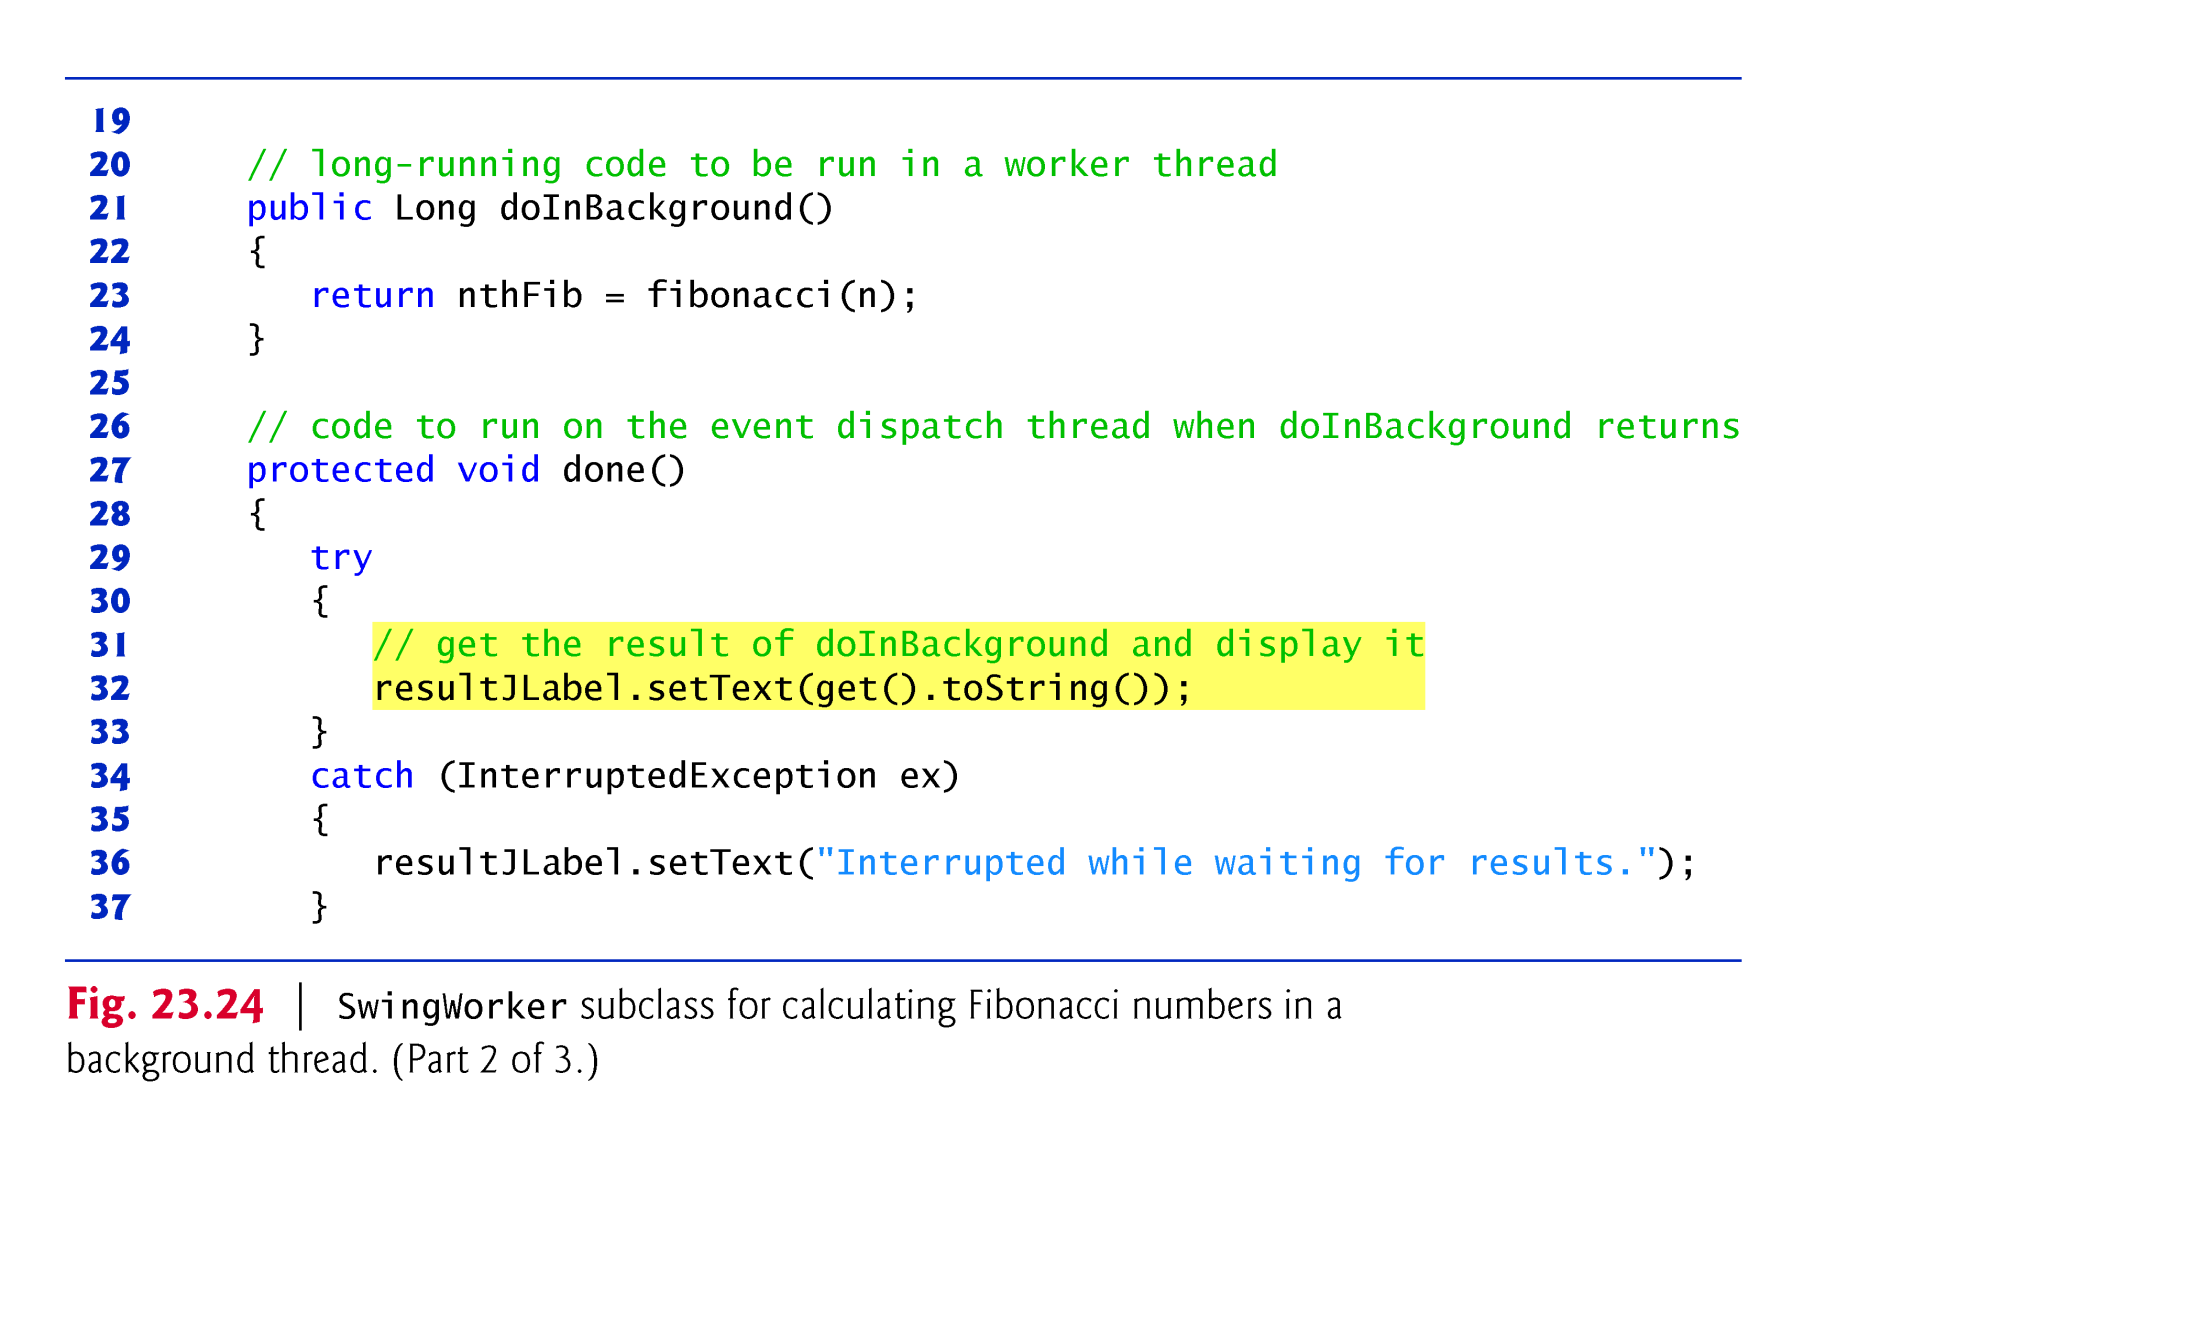 19
20 // long-running code to be run in a worker thread
21 public Long doInBackground()
22 {
23 return nthFib = fibonacci(n);
24 }
25
26 // code to run on the event dispatch thread when doInBackground returns
27 protected void done()
28 {
29 try
30 {
31 // get the result of doInBackground and display it
32 resultJLabel.setText(get().toString());
33 }
34 catch (InterruptedException ex)
35 {
36 resultJLabel.setText("Interrupted while waiting for results.");
37 }
Fig. 23.24 | SwingWorker subclass for calculating Fibonacci numbers in a
background thread. (Part 2 of 3.)